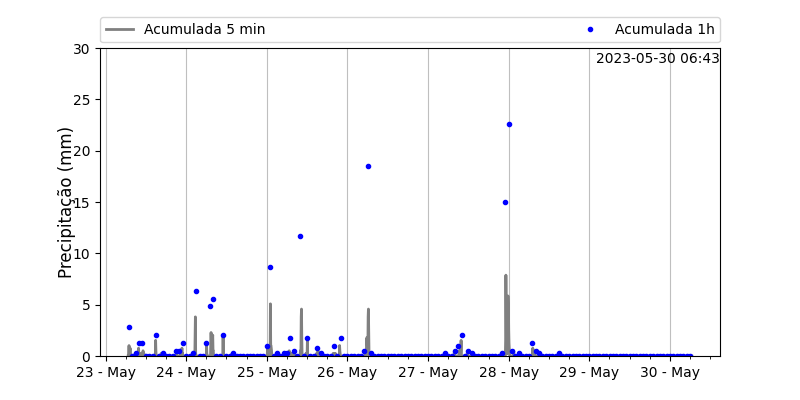 Acumulada 5 min Acumulada 1h
2023-05-30 06:43
Precipitação (mm)
30
25
20
15
10
5
0
23 - May 24 - May 25 - May 26 - May 27 - May 28 - May 29 - May 30 - May